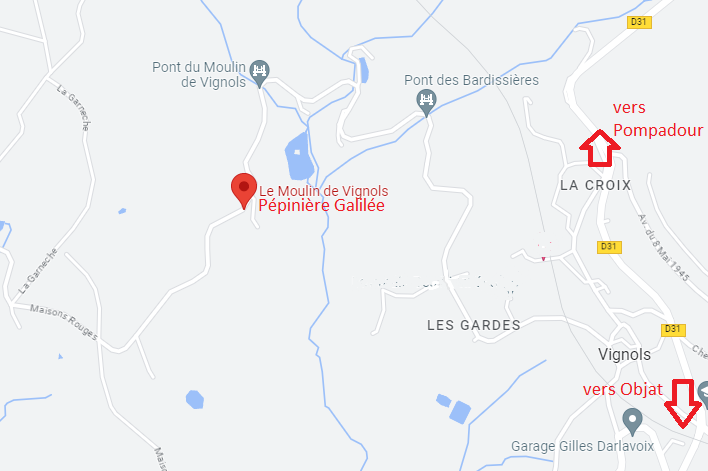 D31
Pont du Moulin
de Vignols
Pont des Bardissières
La Garneche
vers
Pompadour
Le Moulin de Vignols
Pépinière Galilée
LA CROIX
Av. du 8 Mai 1945
D31
La Garneche
Maisons Rouges
LES GARDES
D31
Vignols
Che
vers Objat
Garage Gilles Darlavoix
Maiso